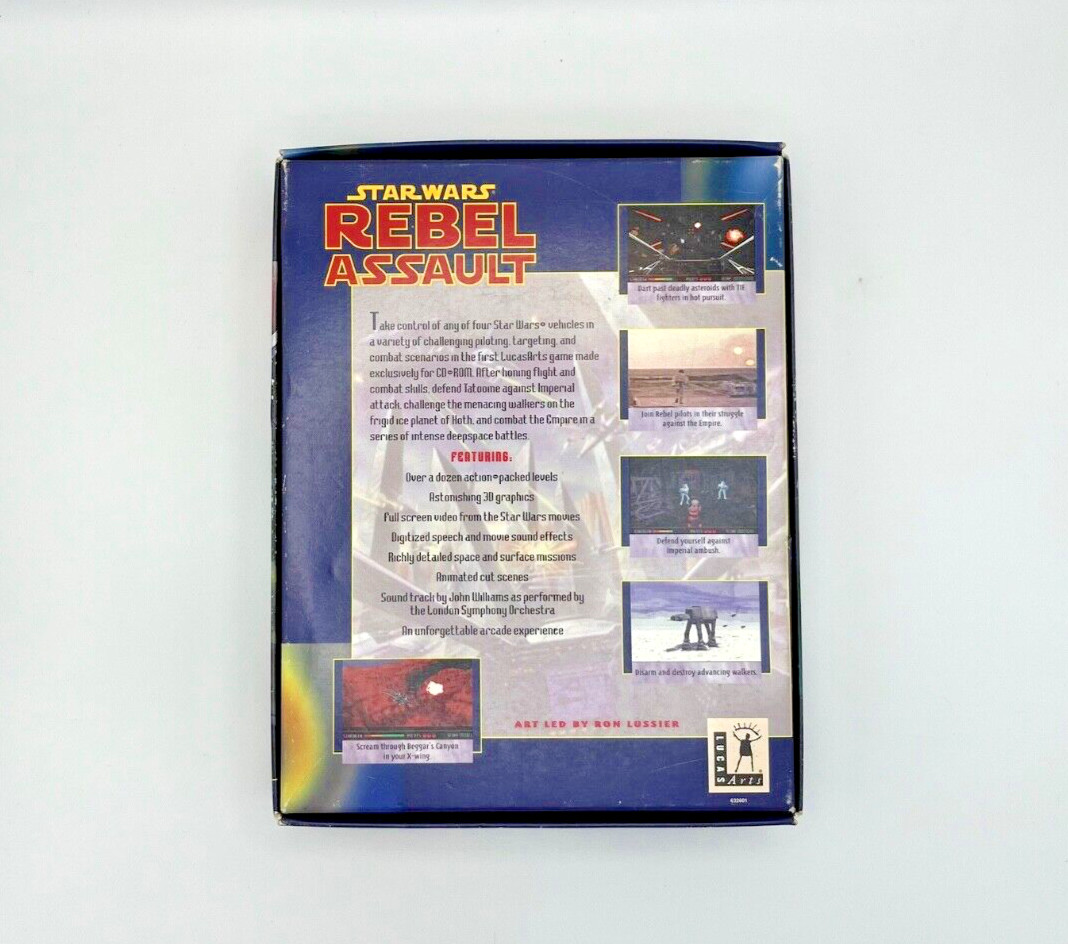 STAR WARS
REBEL
ASSAULT
Take control of any of four Star Wars® vehicles in
a variety of challenging piloting, targeting, and
combat scenarios in the first LucasArts game made
exclusively for CD-ROM. After honing flight and
combat skills, defend Tatooine against Imperial
attack, challenge the menacing walkers on the
frigid ice planet of Hoth, and combat the Empire in a
series of intense deepspace battles.
FEATURING:
Over a dozen action-packed levels
Astonishing 3D graphics
Full screen video from the Star Wars movies
Digitized speech and movie sound effects
Richly detailed space and surface missions
Animated cut scenes
Sound track by John Williams as performed by
the London Symphony Orchestra
An unforgettable arcade experience
Dart past deadly asteroids with TIE
fighters in hot pursuit.
Join Rebel pilots in their struggle
against the Empire.
Defend yourself against
Imperial ambush.
Disarm and destroy advancing walkers.
Scream through Beggar's Canyon
in your X-wing.
ART LED BY RON LUSSIER
LUCAS
Arts
632601